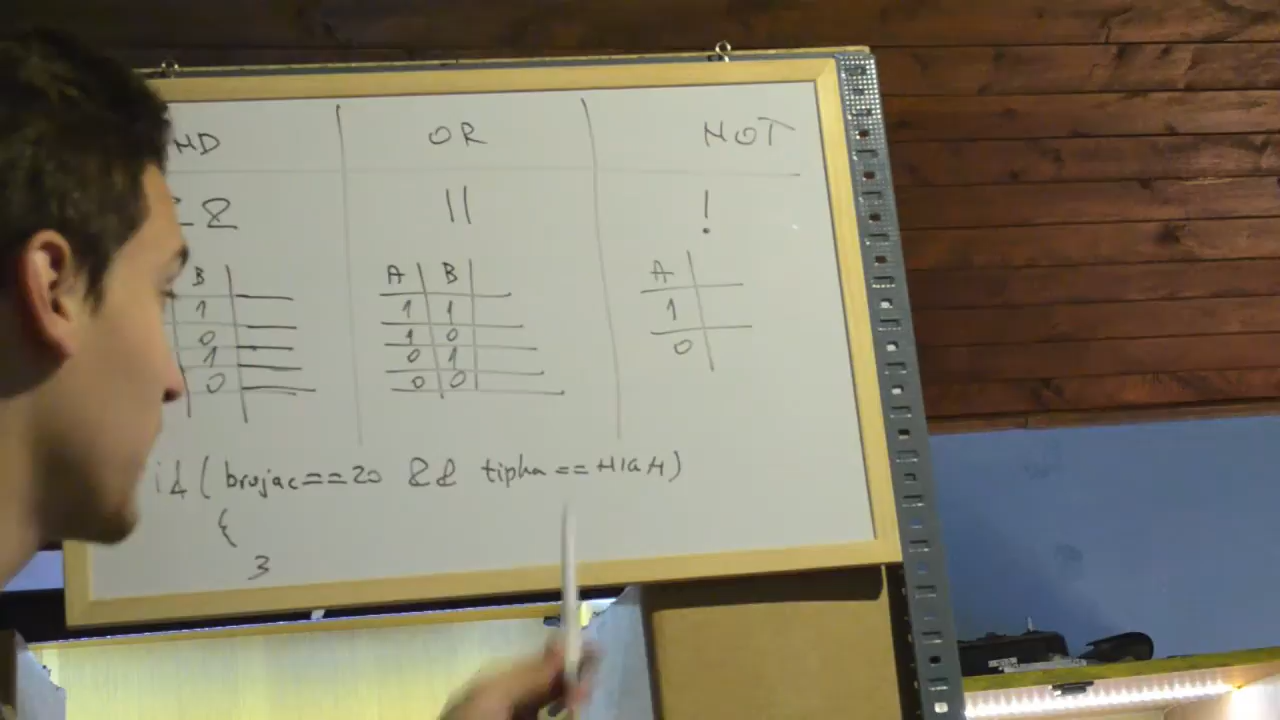 ND OR NOT
&& || !
B A B A
1 1 1 1
0 1 0 0
1 0 1
0 0 0
if (brojac==20 && tipka==HIGH)
{
}